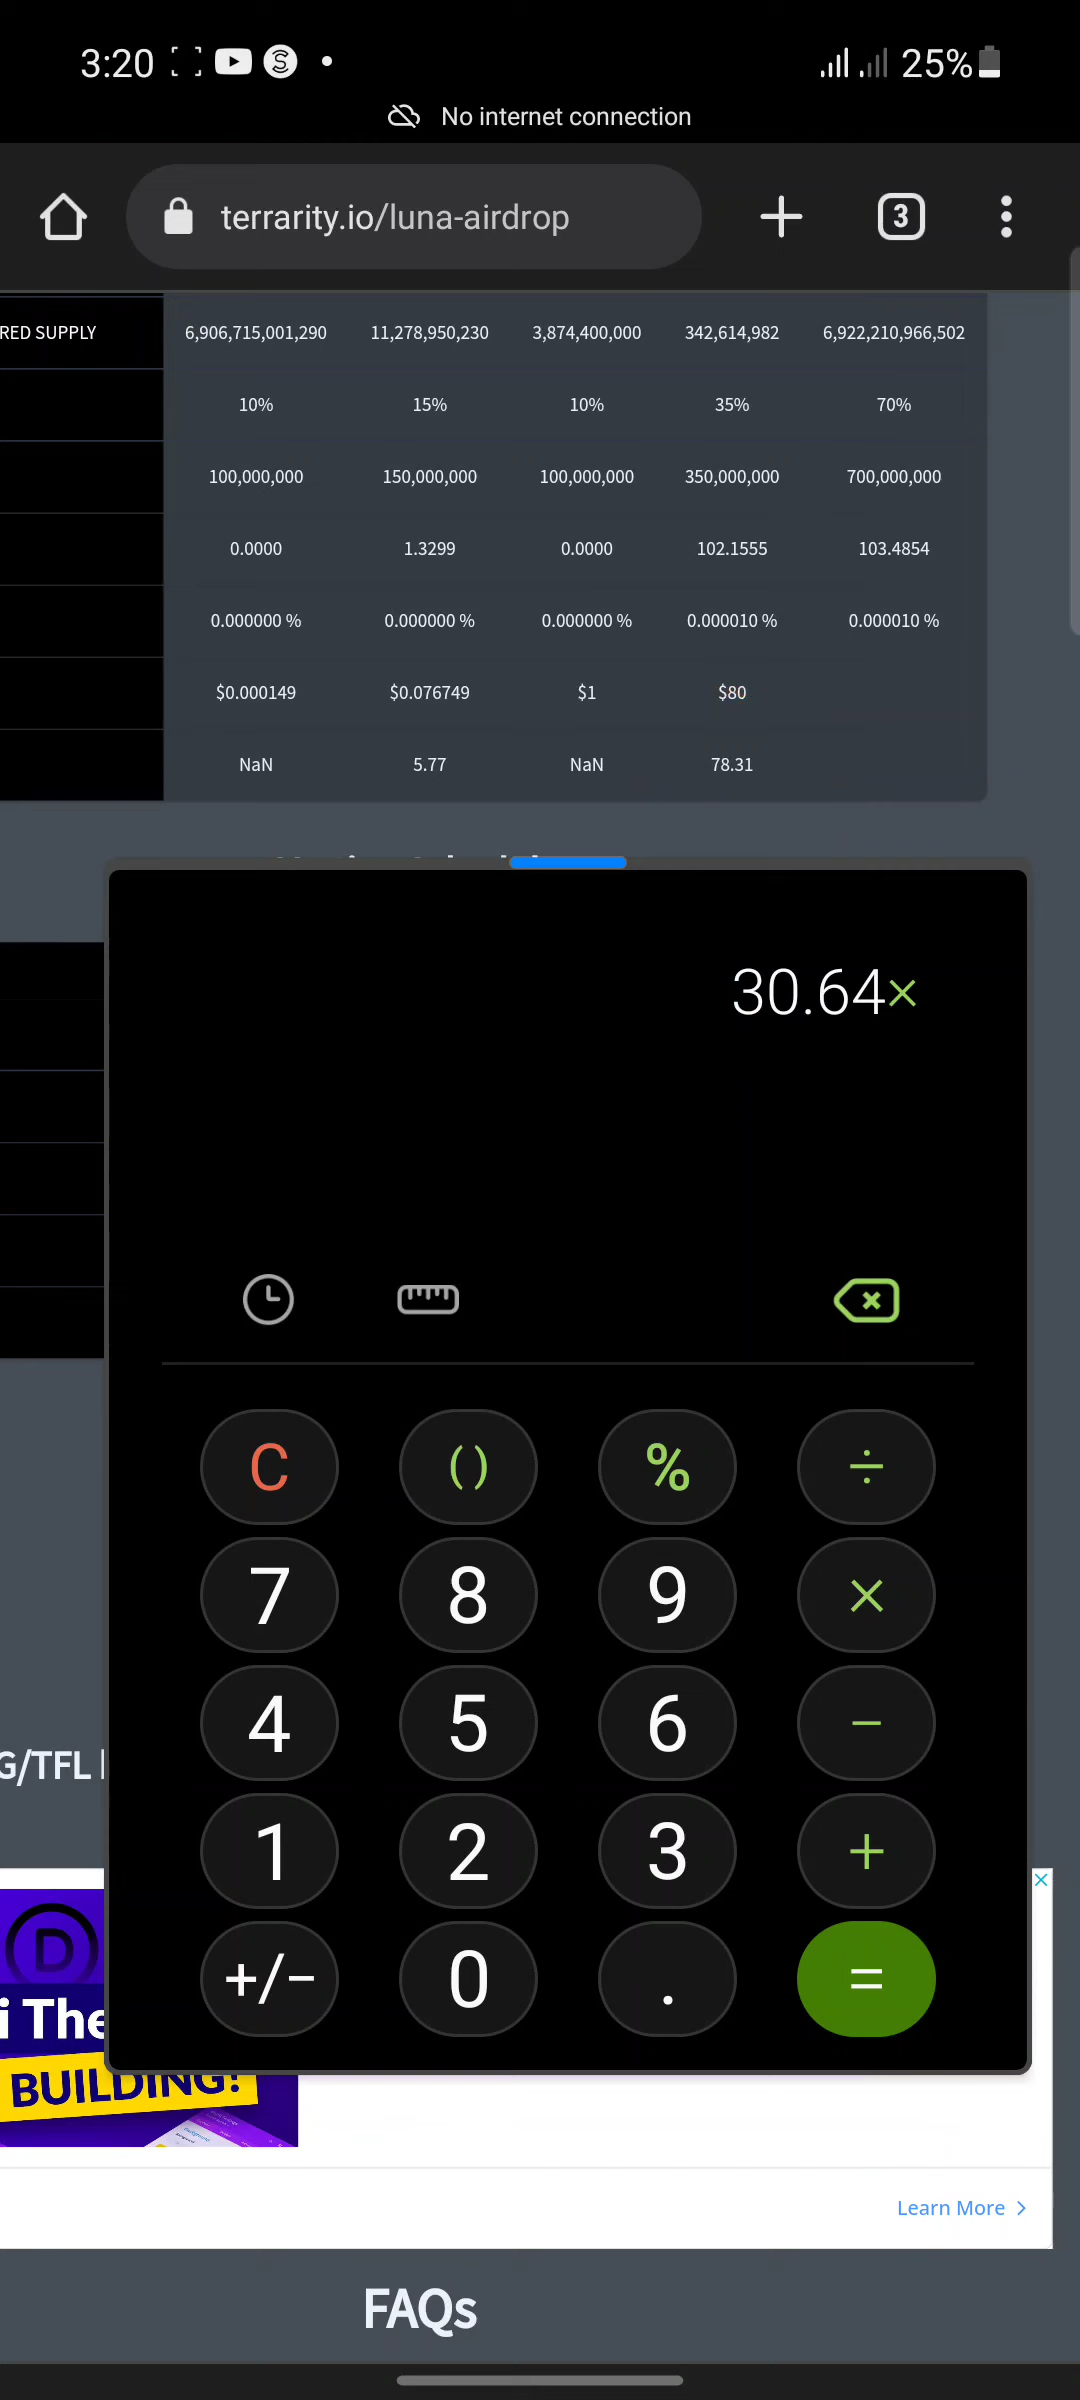 3:20
25%
No internet connection
terrarity.io/luna-airdrop
3
RED SUPPLY 6,906,715,001,290 11,278,950,230 3,874,400,000 342,614,982 6,922,210,966,502
10% 15% 10% 35% 70%
100,000,000 150,000,000 100,000,000 350,000,000 700,000,000
0.0000 1.3299 0.0000 102.1555 103.4854
0.000000 % 0.000000 % 0.000000 % 0.000010 % 0.000010 %
$0.000149 $0.076749 $1 $80
NaN 5.77 NaN 78.31
30.64×
C ( ) % ÷
7 8 9 ×
4 5 6 −
1 2 3 +
+/− 0 . =
G/TFL
D
i The
BUILDING!
Learn More
FAQs